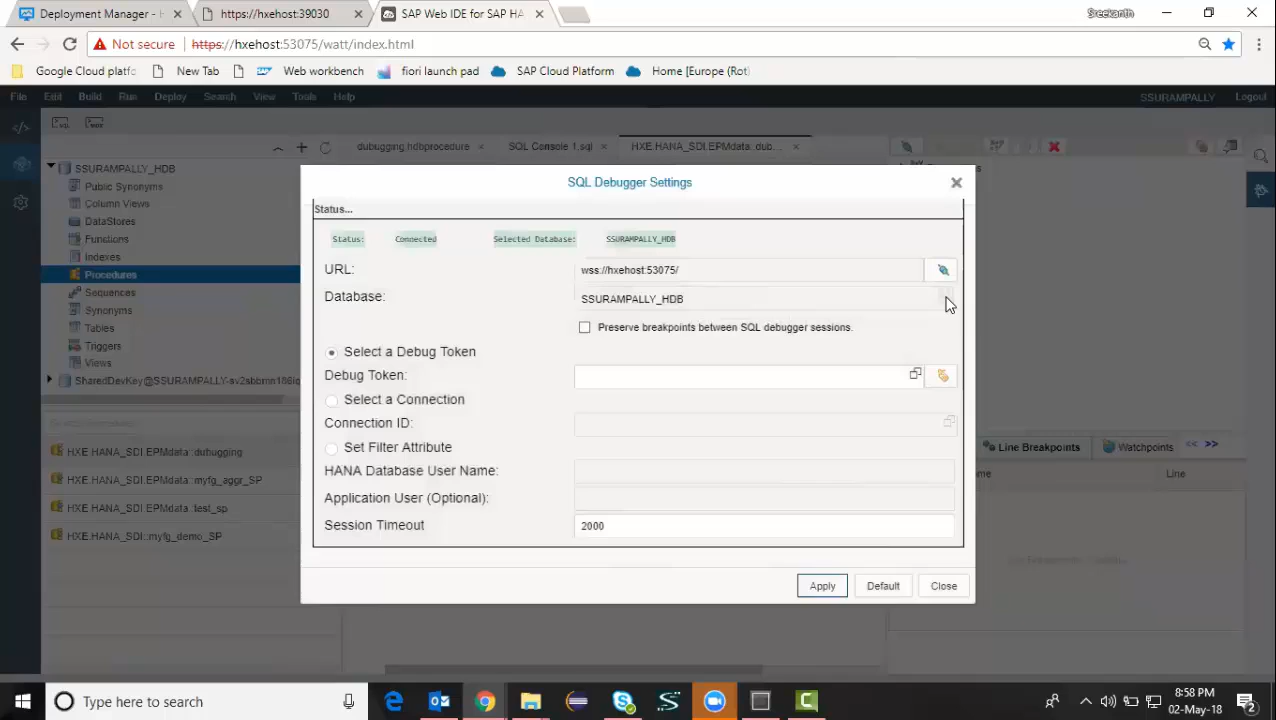 Deployment Manager - H
https://hxehost:39030
SAP Web IDE for SAP HA
Sreekanth
Not secure https://hxehost:53075/watt/index.html
Google Cloud platfo
New Tab
Web workbench
fiori launch pad
SAP Cloud Platform
Home [Europe (Rot)
File Edit Build Run Deploy Search View Tools Help
SSURAMPALLY Logout
dubugging.hdbprocedure
SQL Console 1.sql
HXE.HANA_SDI.EPMdata..dub...
SSURAMPALLY_HDB
Public Synonyms
Column Views
DataStores
Functions
Indexes
Procedures
Sequences
Synonyms
Tables
Triggers
Views
HXE.HANA_SDI.EPMdata::dubugging
HXE.HANA_SDI.EPMdata::myfg_aggr_SP
HXE.HANA_SDI.EPMdata..test_sp
HXE.HANA_SDI::myfg_demo_SP
SQL Debugger Settings
Status...
Status: Connected Selected Database: SSURAMPALLY_HDB
URL: wss://hxehost:53075/
Database: SSURAMPALLY_HDB
Preserve breakpoints between SQL debugger sessions.
Select a Debug Token
Debug Token:
Select a Connection
Connection ID:
Set Filter Attribute
HANA Database User Name:
Application User (Optional):
Session Timeout 2000
Apply Default Close
Line Breakpoints
Watchpoints
Line
Type here to search
8:58 PM
02-May-18
2